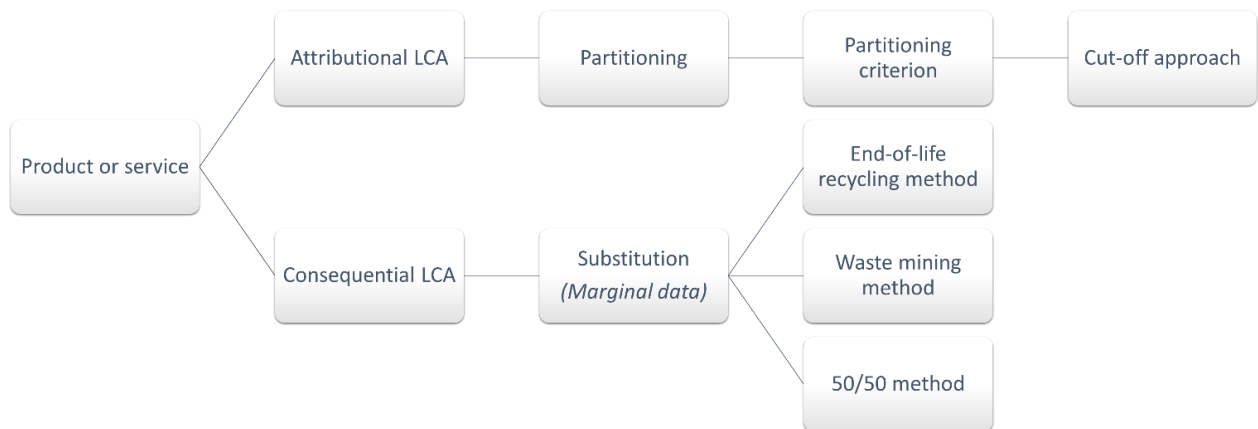 Product or service
Attributional LCA
Partitioning
Partitioning
criterion
Cut-off approach
Consequential LCA
Substitution
(Marginal data)
End-of-life
recycling method
Waste mining
method
50/50 method